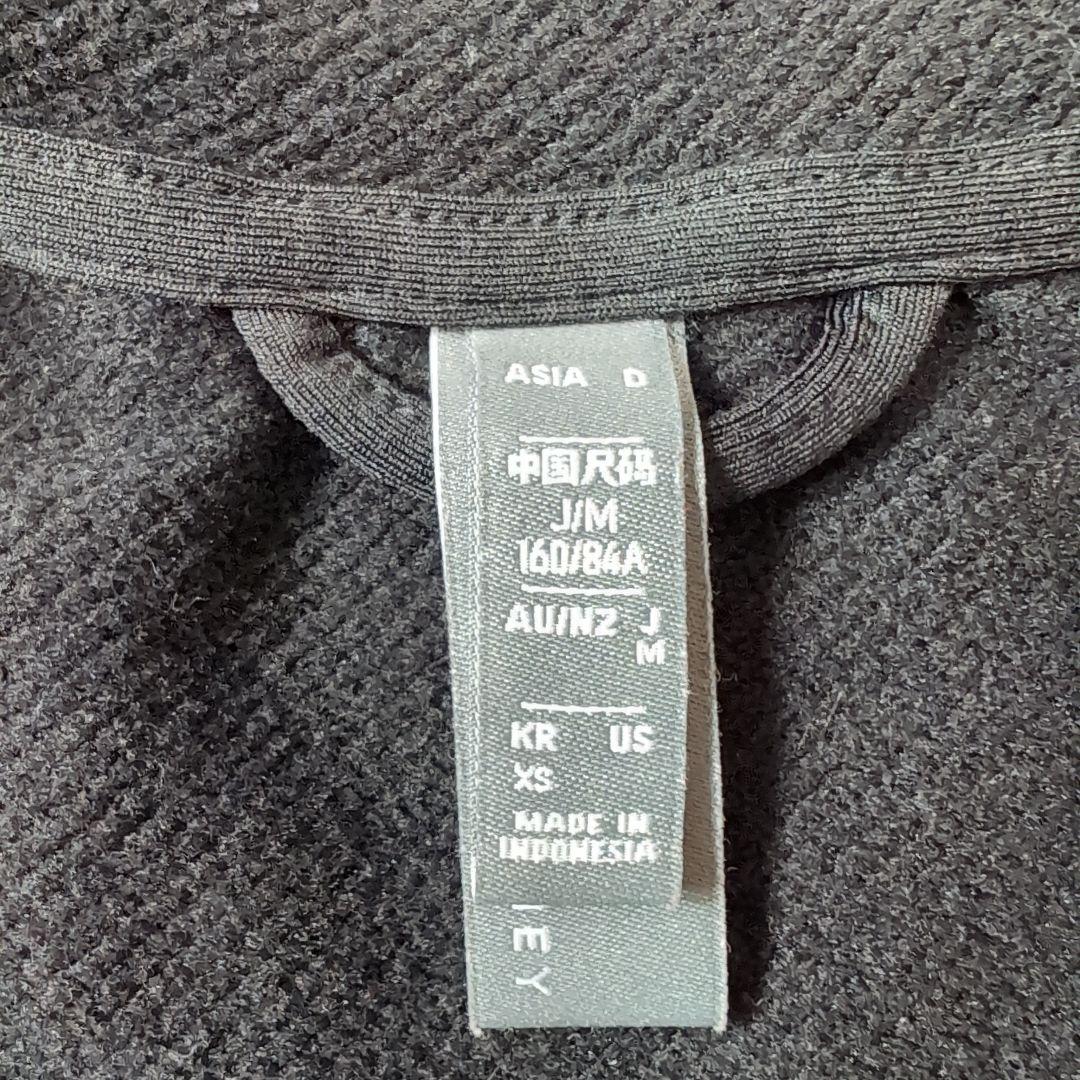 ASIA D
中国尺码
J/M
160/84A
AU/NZ J
M
KR US
XS
MADE IN
INDONESIA
EY